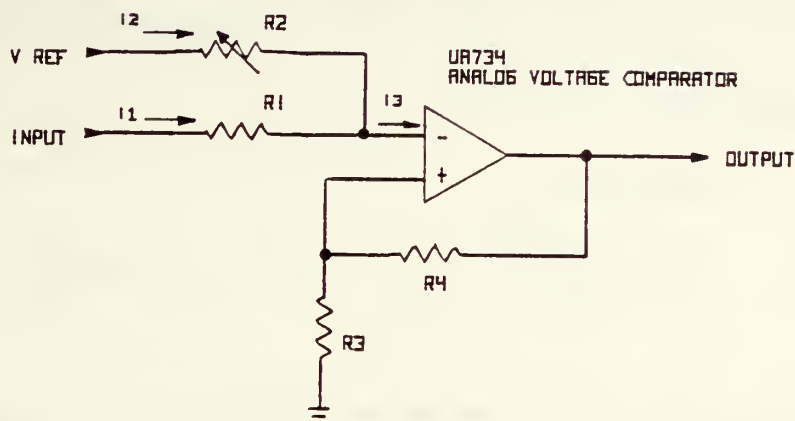 I2
R2
V REF
UA734
ANALOG VOLTAGE COMPARATOR
I1
R1
I3
INPUT
-
+
OUTPUT
R4
R3